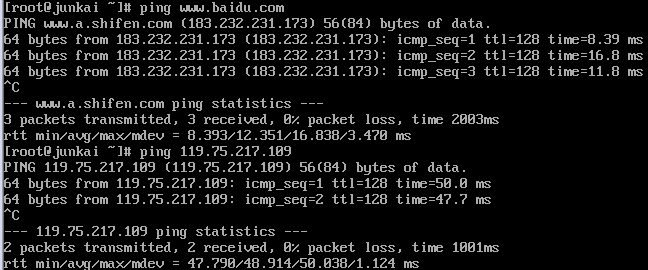 [root@junkai ~]# ping www.baidu.com
PING www.a.shifen.com (183.232.231.173) 56(84) bytes of data.
64 bytes from 183.232.231.173 (183.232.231.173): icmp_seq=1 ttl=128 time=8.39 ms
64 bytes from 183.232.231.173 (183.232.231.173): icmp_seq=2 ttl=128 time=16.8 ms
64 bytes from 183.232.231.173 (183.232.231.173): icmp_seq=3 ttl=128 time=11.8 ms
^C
--- www.a.shifen.com ping statistics ---
3 packets transmitted, 3 received, 0% packet loss, time 2003ms
rtt min/avg/max/mdev = 8.393/12.351/16.838/3.470 ms
[root@junkai ~]# ping 119.75.217.109
PING 119.75.217.109 (119.75.217.109) 56(84) bytes of data.
64 bytes from 119.75.217.109: icmp_seq=1 ttl=128 time=50.0 ms
64 bytes from 119.75.217.109: icmp_seq=2 ttl=128 time=47.7 ms
^C
--- 119.75.217.109 ping statistics ---
2 packets transmitted, 2 received, 0% packet loss, time 1001ms
rtt min/avg/max/mdev = 47.790/48.914/50.038/1.124 ms